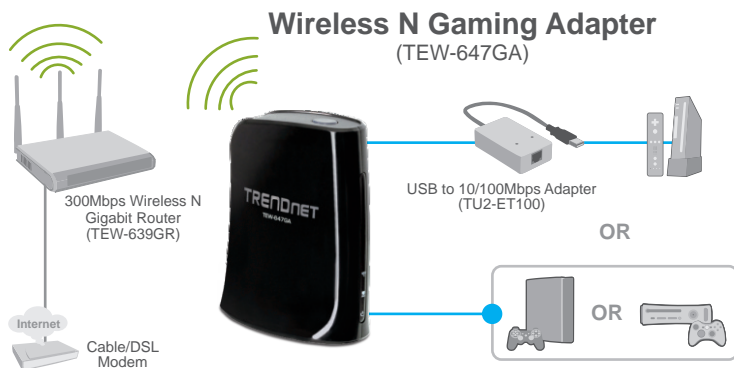 Wireless N Gaming Adapter
(TEW-647GA)
300Mbps Wireless N
Gigabit Router
(TEW-639GR)
Internet
Cable/DSL
Modem
TRENDNET
TEW-647GA
USB to 10/100Mbps Adapter
(TU2-ET100)
OR
OR